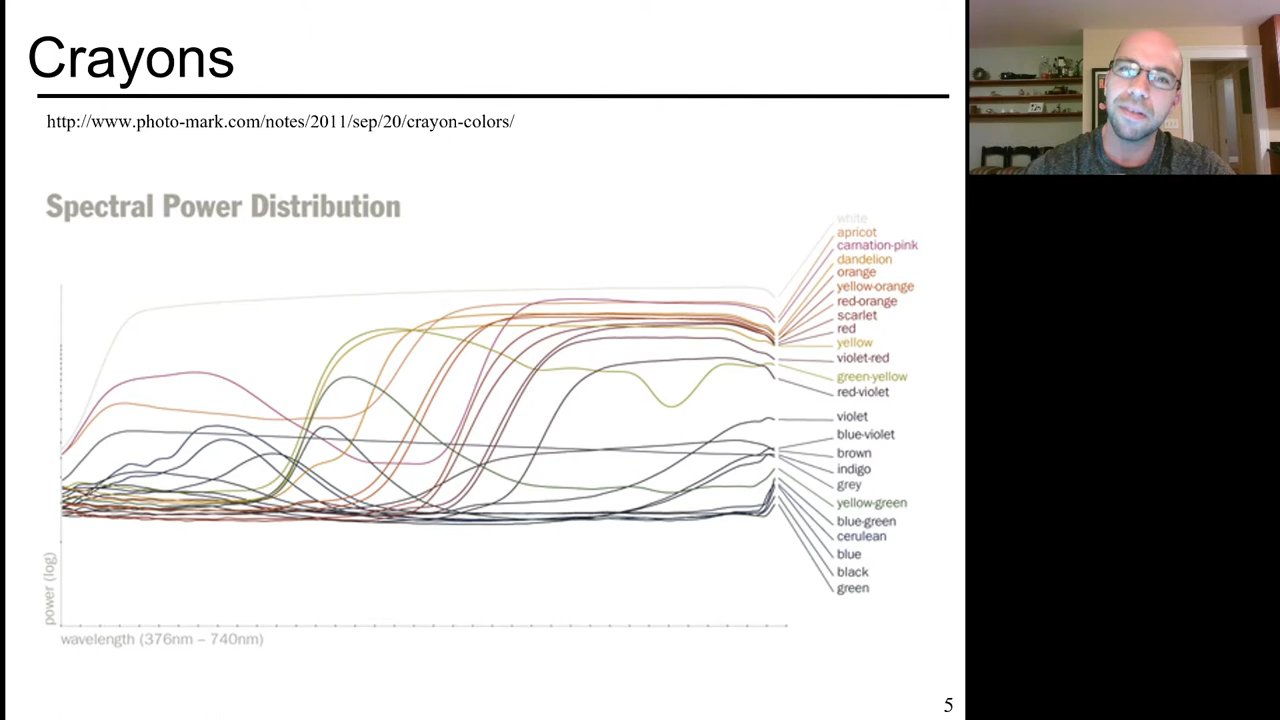 Crayons
http://www.photo-mark.com/notes/2011/sep/20/crayon-colors/
Spectral Power Distribution
white
apricot
carnation-pink
dandelion
orange
yellow-orange
red-orange
scarlet
red
yellow
violet-red
green-yellow
red-violet
violet
blue-violet
brown
indigo
grey
yellow-green
blue-green
cerulean
blue
black
green
power (log)
wavelength (376nm – 740nm)
5